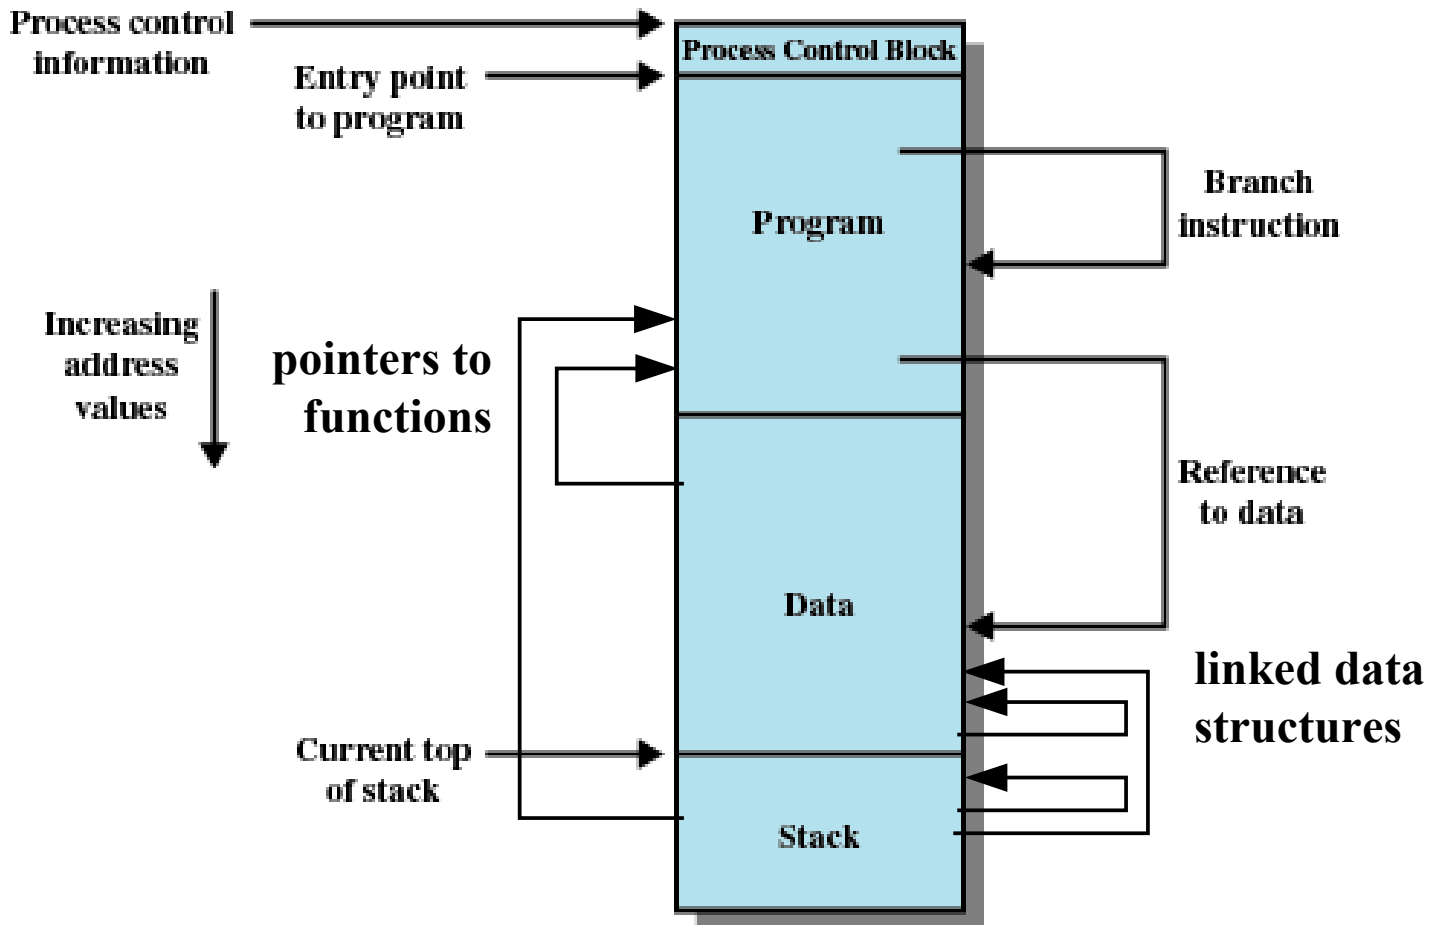 Process control
information
Process Control Block
Entry point
to program
Branch
instruction
Program
Increasing
address
values
pointers to
functions
Reference
to data
Data
linked data
structures
Current top
of stack
Stack